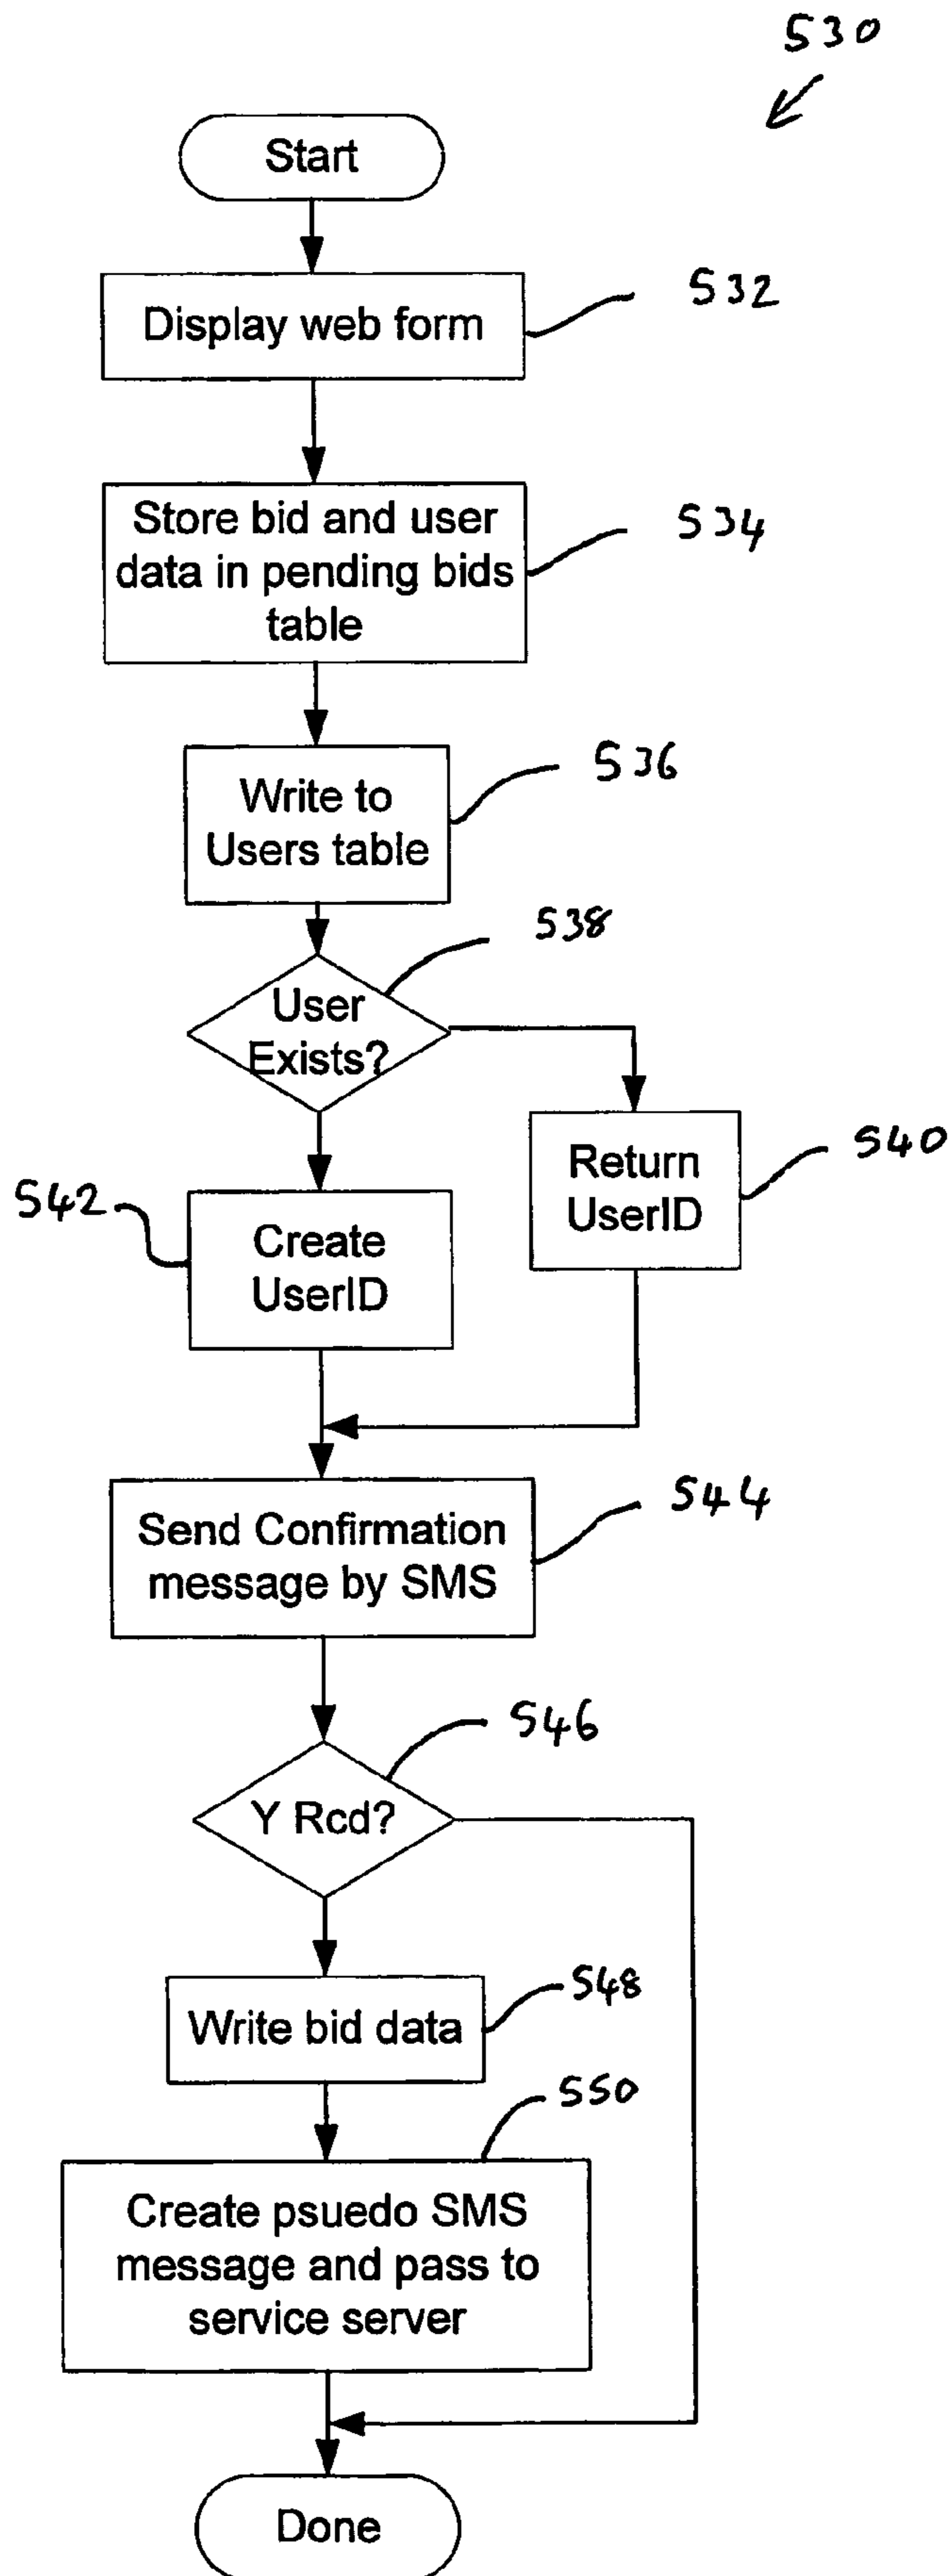 530
Start
Display web form
532
Store bid and user
data in pending bids
table
534
Write to
Users table
536
538
User
Exists?
Return
UserID
540
542
Create
UserID
Send Confirmation
message by SMS
544
546
Y Rcd?
548
Write bid data
550
Create psuedo SMS
message and pass to
service server
Done